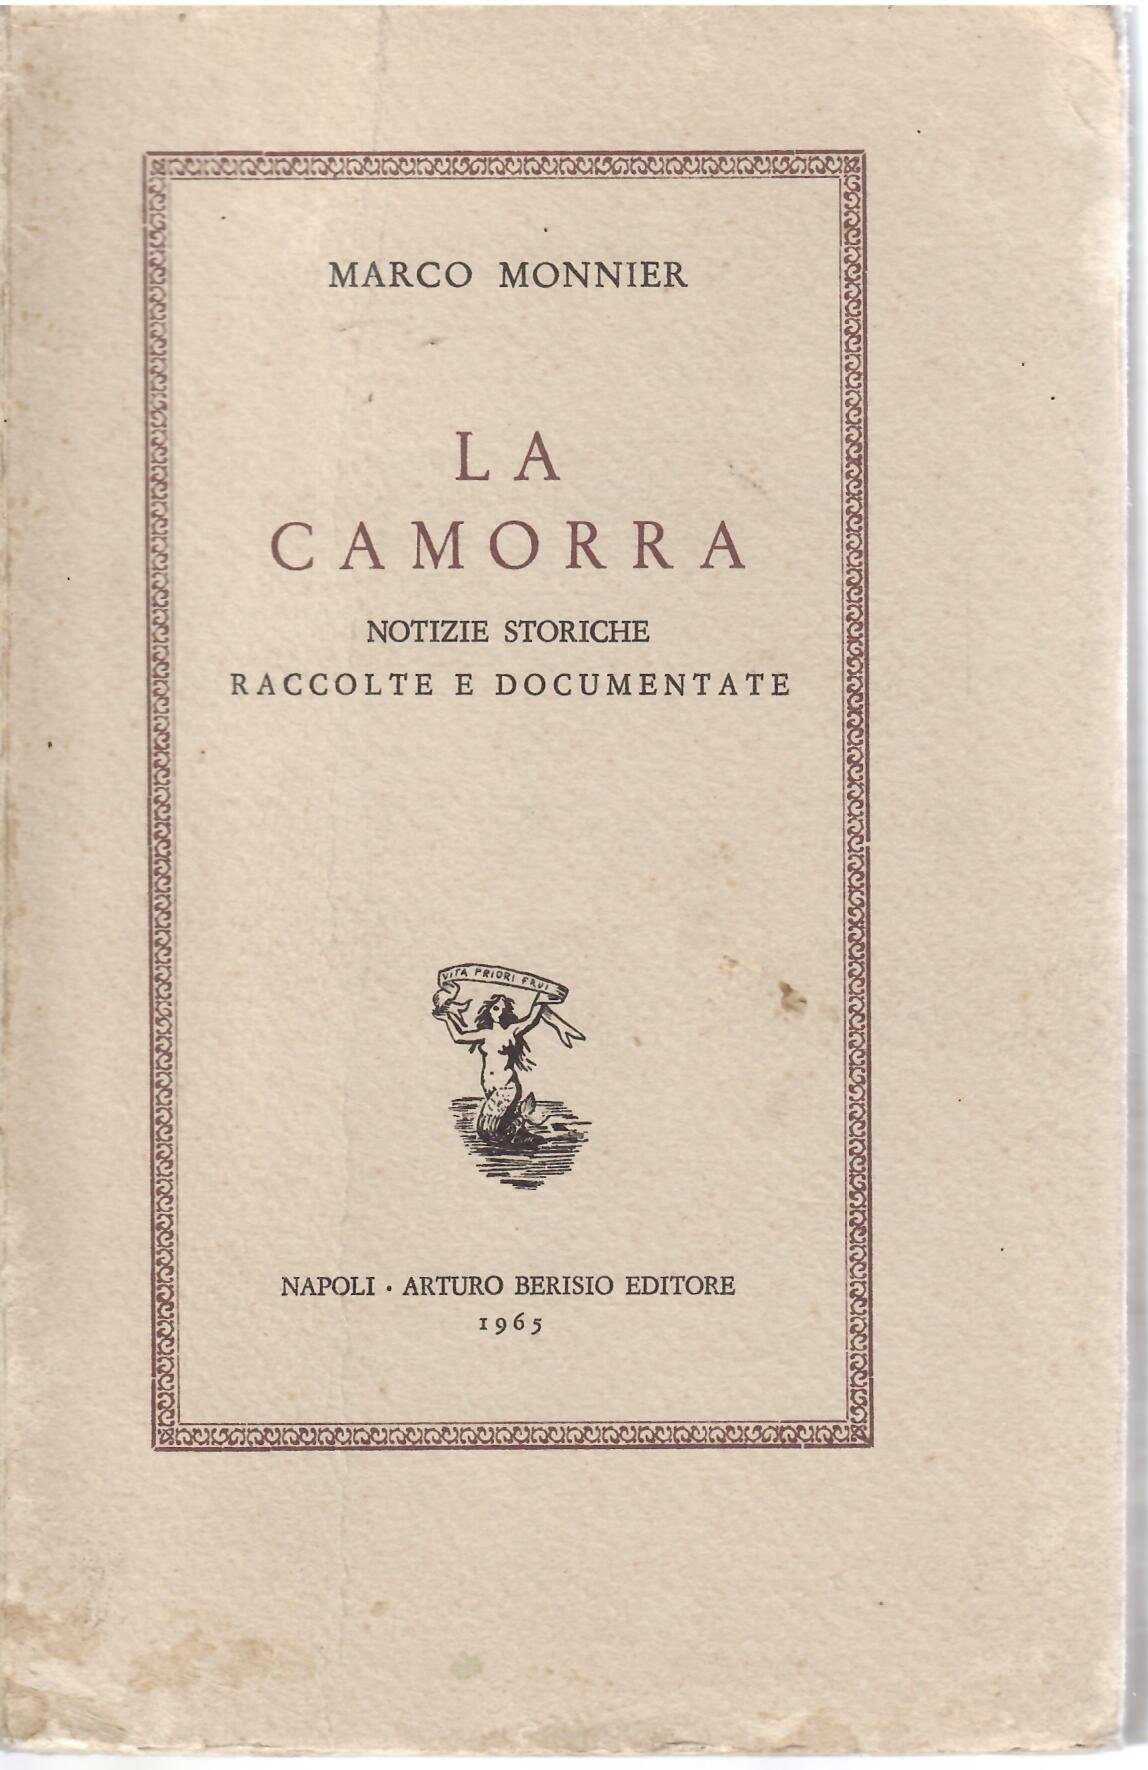 MARCO MONNIER
LA
CAMORRA
NOTIZIE STORICHE
RACCOLTE E DOCUMENTATE
VITA PRIORI FRUI
NAPOLI • ARTURO BERISIO EDITORE
1965